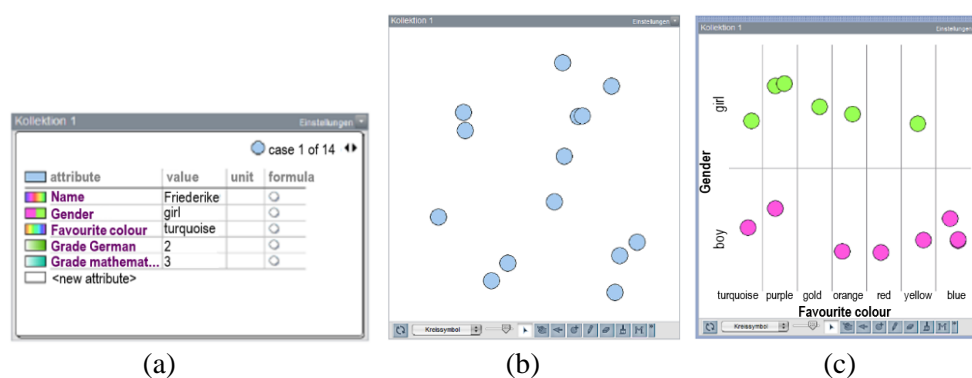 Kollektion 1
Einstellungen
case 1 of 14
attribute value unit formula
Name Friederike
Gender girl
Favourite colour turquoise
Grade German 2
Grade mathemat... 3
<new attribute>
(a)
Kollektion 1
Einstellungen
Kreissymbol
(b)
Kollektion 1
Einstellungen
girl
Gender
boy
turquoise purple gold orange red yellow blue
Favourite colour
Kreissymbol
(c)